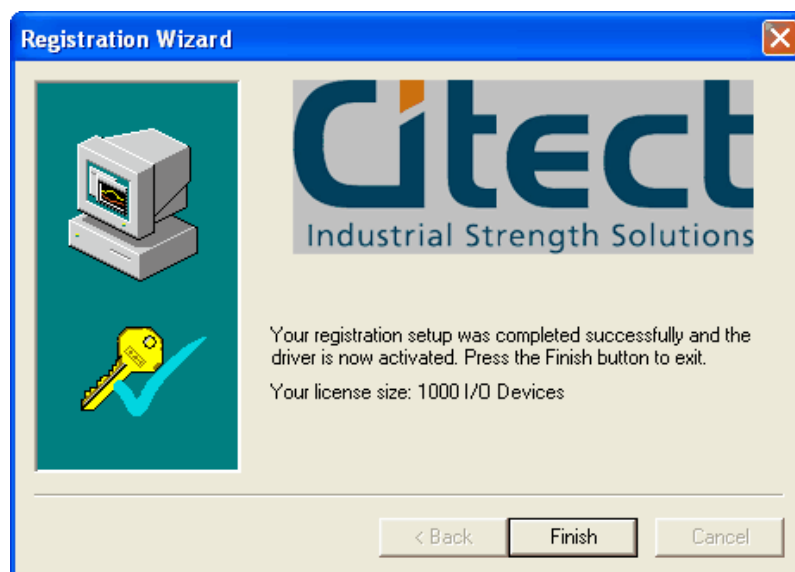 Registration Wizard
Citect
Industrial Strength Solutions
Your registration setup was completed successfully and the
driver is now activated. Press the Finish button to exit.
Your license size: 1000 I/O Devices
< Back Finish Cancel